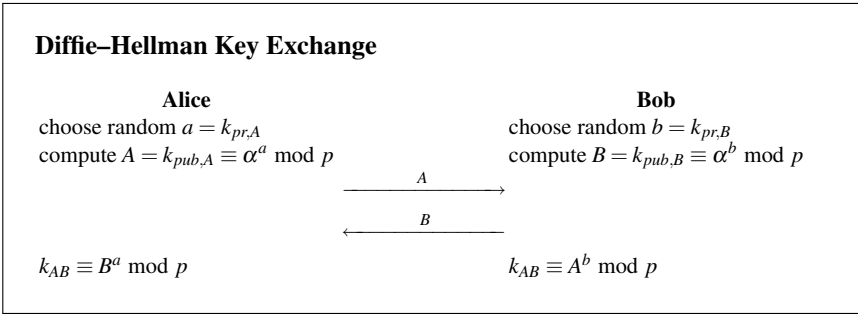 Diffie–Hellman Key Exchange
Alice Bob
choose random a = k_{pr,A} choose random b = k_{pr,B}
compute A = k_{pub,A} ≡ α^a mod p compute B = k_{pub,B} ≡ α^b mod p
A
B
k_{AB} ≡ B^a mod p k_{AB} ≡ A^b mod p